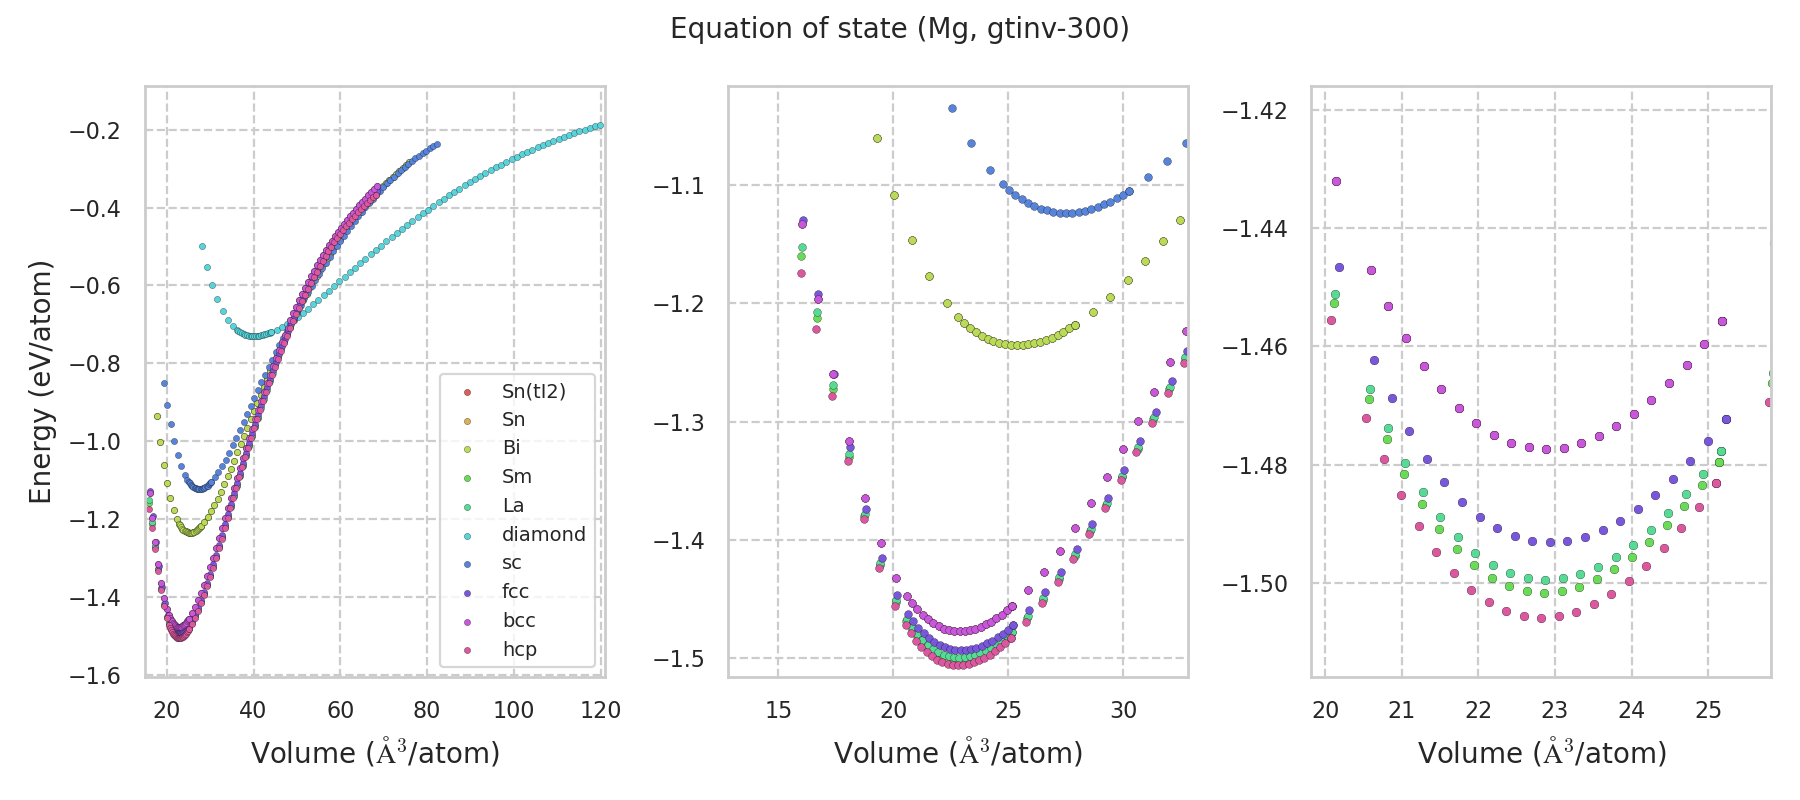 Equation of state (Mg, gtinv-300)
Energy (eV/atom)
−0.2
−0.4
−0.6
−0.8
−1.0
−1.2
−1.4
−1.6
Sn(tI2)
Sn
Bi
Sm
La
diamond
sc
fcc
bcc
hcp
20 40 60 80 100 120
Volume (Å³/atom)
−1.1
−1.2
−1.3
−1.4
−1.5
15 20 25 30
Volume (Å³/atom)
−1.42
−1.44
−1.46
−1.48
−1.50
20 21 22 23 24 25
Volume (Å³/atom)